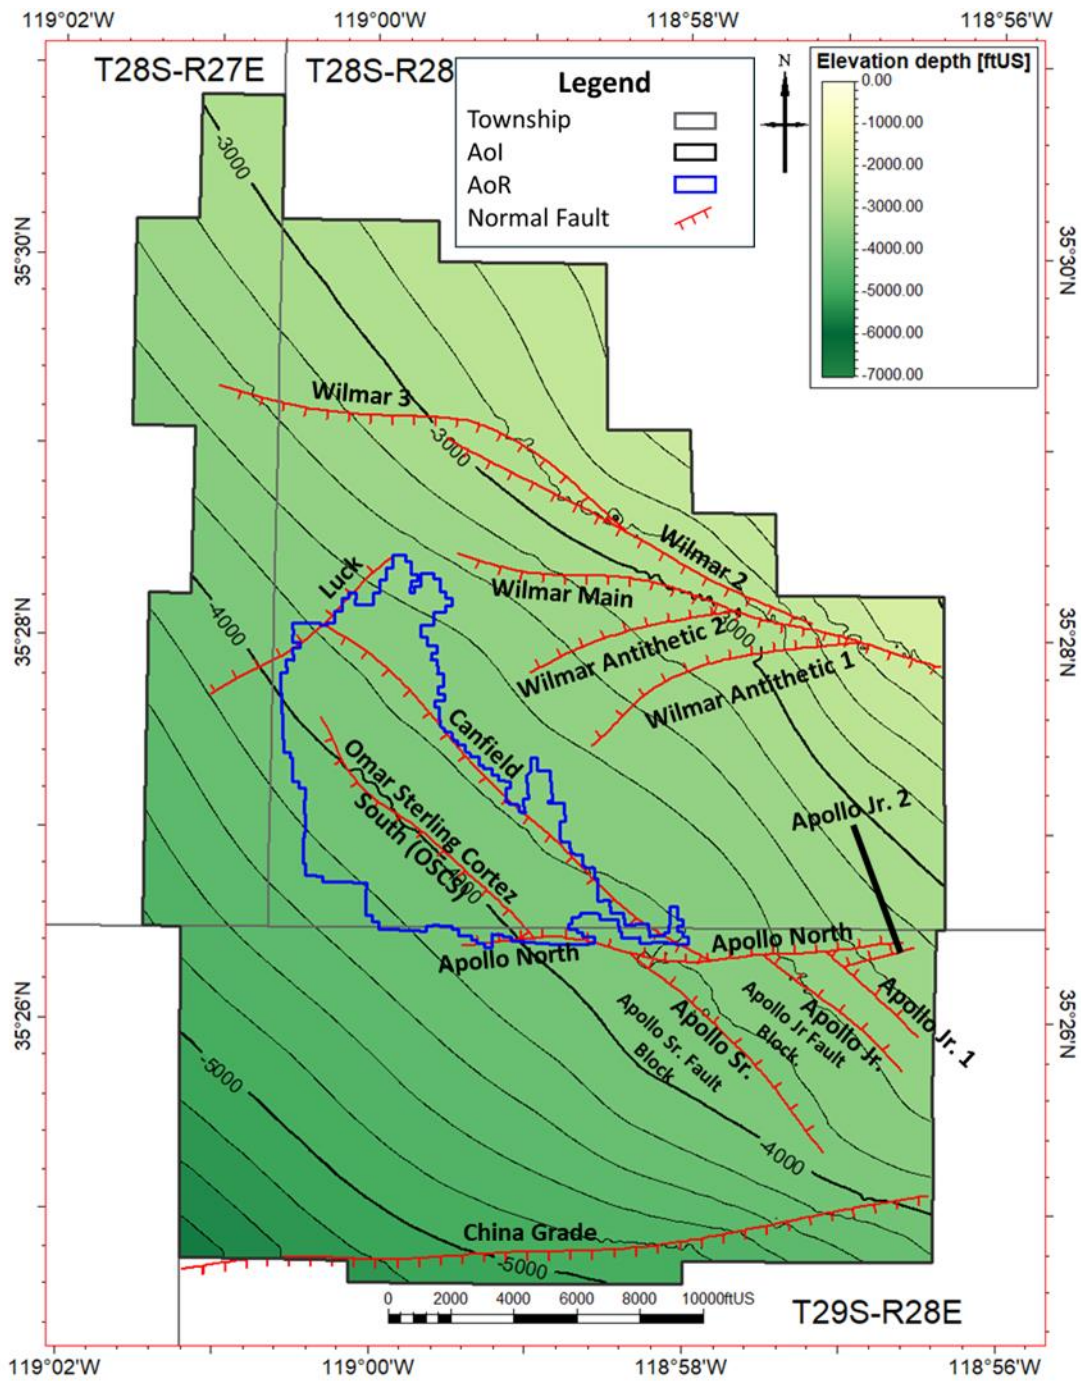 119°02'W
119°00'W
118°58'W
118°56'W
T28S-R27E
T28S-R28
Legend
Township
AoI
AoR
Normal Fault
N
Elevation depth [ftUS]
0.00
-1000.00
-2000.00
-3000.00
-4000.00
-5000.00
-6000.00
-7000.00
35°30'N
35°30'N
-3000
Wilmar 3
-3000
Wilmar 2
Luck
Wilmar Main
35°28'N
35°28'N
-4000
Wilmar Antithetic 2
-3000
Wilmar Antithetic 1
Canfield
Omar Sterling Cortez
South (OSCS)
-4000
Apollo Jr. 2
Apollo North
Apollo North
35°26'N
35°26'N
Apollo Sr. Fault
Block
Apollo Sr.
Apollo Jr Fault
Block.
Apollo Jr.
Apollo Jr. 1
-5000
-4000
China Grade
-5000
0 2000 4000 6000 8000 10000ftUS
T29S-R28E
119°02'W
119°00'W
118°58'W
118°56'W